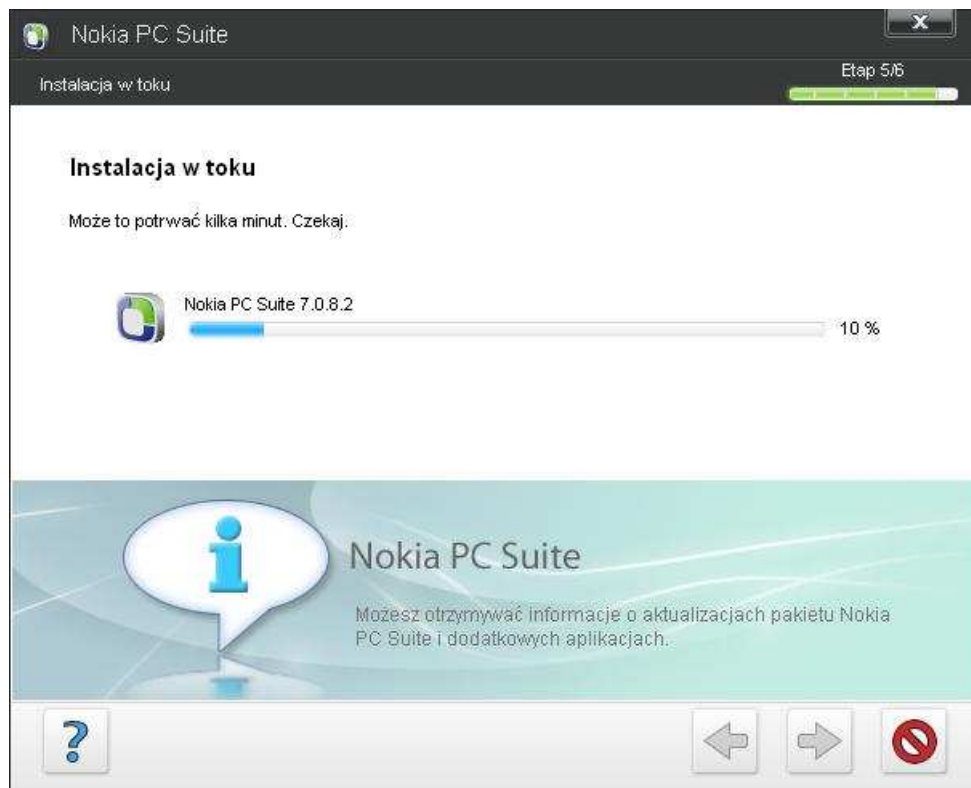 Nokia PC Suite
Instalacja w toku
Etap 5/6
Instalacja w toku
Może to potrwać kilka minut. Czekaj.
Nokia PC Suite 7.0.8.2
10 %
Nokia PC Suite
Możesz otrzymywać informacje o aktualizacjach pakietu Nokia
PC Suite i dodatkowych aplikacjach.